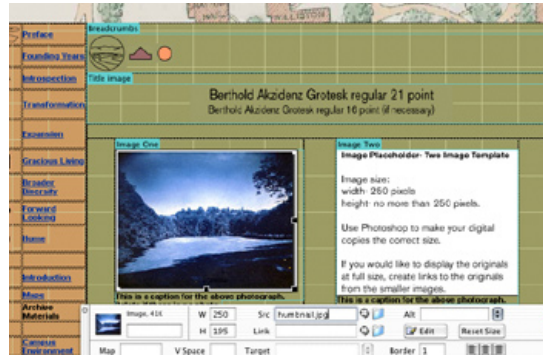 WILLISTON
Preface
Founding Years
Introspection
Transformation
Expansion
Gracious Living
Broader
Diversity
Forward
Looking
Home
Introduction
Maps
Archive
Materials
Campus
Environment
Breadcrumbs
Title image
Berthold Akzidenz Grotesk regular 21 point
Berthold Akzidenz Grotesk regular 16 point (if necessary)
Image One
This is a caption for the above photograph.
Image Two
Image Placeholder- Two Image Template
Image size:
width- 250 pixels
height- no more than 250 pixels.
Use Photoshop to make your digital
copies the correct size.
If you would like to display the originals
at full size, create links to the originals
from the smaller images.
This is a caption for the above photograph.
Image, 41K
W 250
Src humbnail.jpg
Alt
H 195
Link
Edit
Reset Size
Map
V Space
Target
Border 1